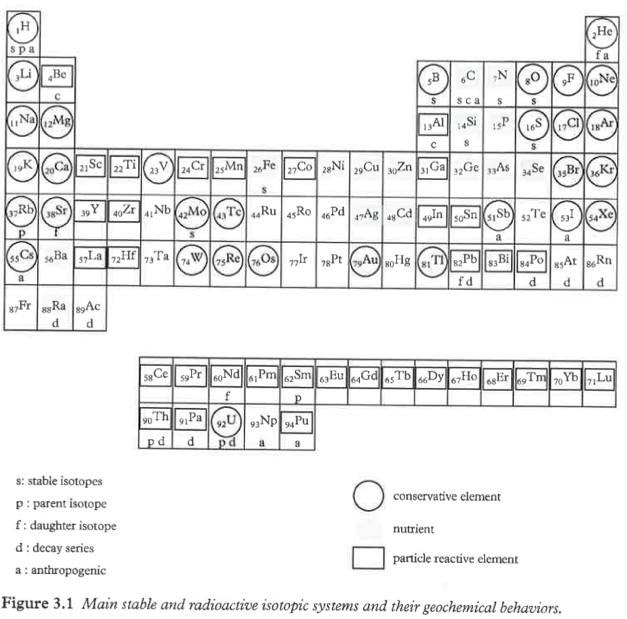 1H 2He
s p a f a
3Li 4Be 5B 6C 7N 8O 9F 10Ne
c s s c a s s
11Na 12Mg 13Al 14Si 15P 16S 17Cl 18Ar
c s s
19K 20Ca 21Sc 22Ti 23V 24Cr 25Mn 26Fe 27Co 28Ni 29Cu 30Zn 31Ga 32Ge 33As 34Se 35Br 36Kr
s
37Rb 38Sr 39Y 40Zr 41Nb 42Mo 43Tc 44Ru 45Ro 46Pd 47Ag 48Cd 49In 50Sn 51Sb 52Te 53I 54Xe
p f s a a
55Cs 56Ba 57La 72Hf 73Ta 74W 75Re 76Os 77Ir 78Pt 79Au 80Hg 81Tl 82Pb 83Bi 84Po 85At 86Rn
a f d d d d d
87Fr 88Ra 89Ac
d d
58Ce 59Pr 60Nd 61Pm 62Sm 63Eu 64Gd 65Tb 66Dy 67Ho 68Er 69Tm 70Yb 71Lu
f p
90Th 91Pa 92U 93Np 94Pu
p d d p d a a
s: stable isotopes
p : parent isotope
f : daughter isotope
d : decay series
a : anthropogenic
conservative element
nutrient
particle reactive element
Figure 3.1 Main stable and radioactive isotopic systems and their geochemical behaviors.